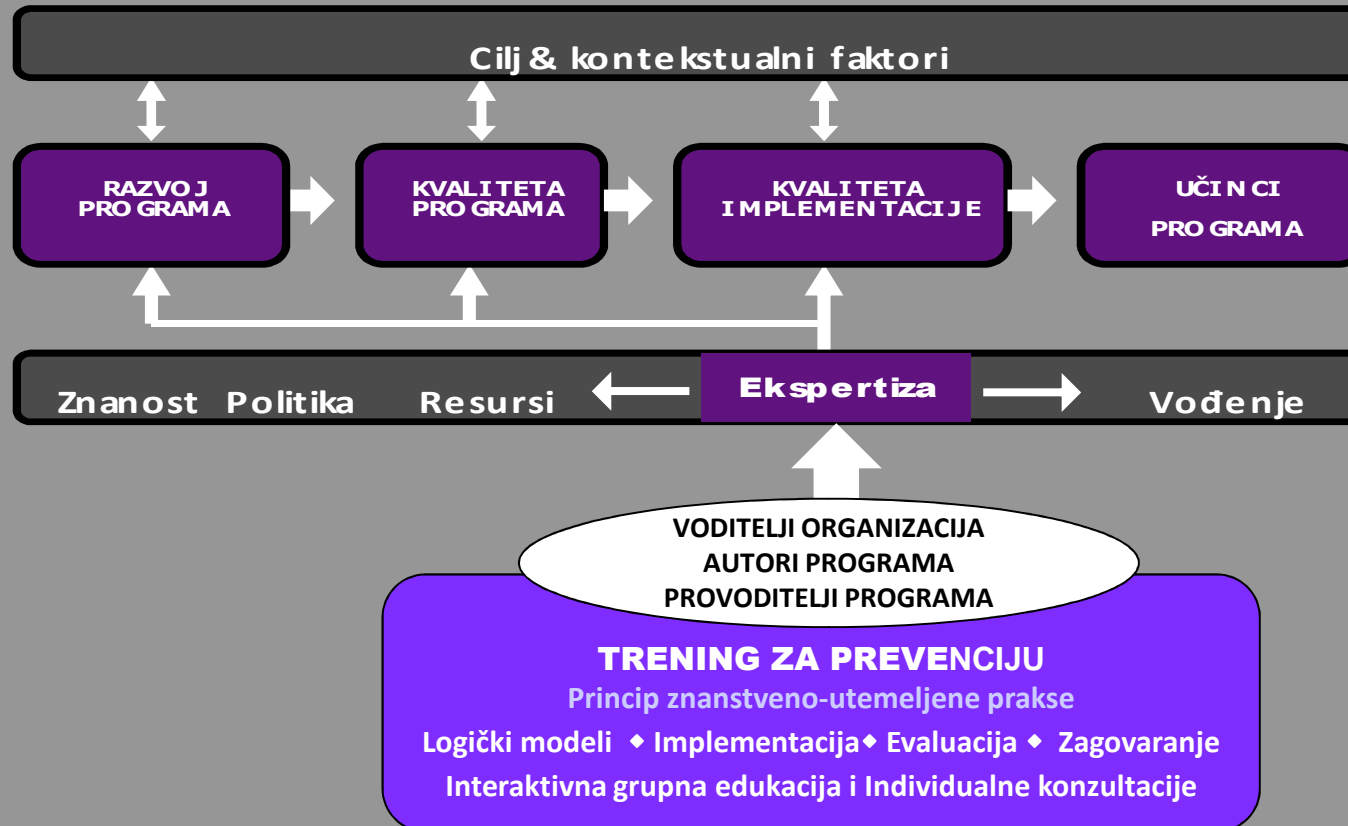 Cilj & kontekstualni faktori
RAZVOJ
PROGRAMA
KVALITETA
PROGRAMA
KVALITETA
IMPLEMENTACIJE
UČINCI
PROGRAMA
Znanost Politika Resursi Ekspertiza Vođenje
VODITELJI ORGANIZACIJA
AUTORI PROGRAMA
PROVODITELJI PROGRAMA
TRENING ZA PREVENCIJU
Princip znanstveno-utemeljene prakse
Logički modeli ◆ Implementacija◆ Evaluacija ◆ Zagovaranje
Interaktivna grupna edukacija i Individualne konzultacije